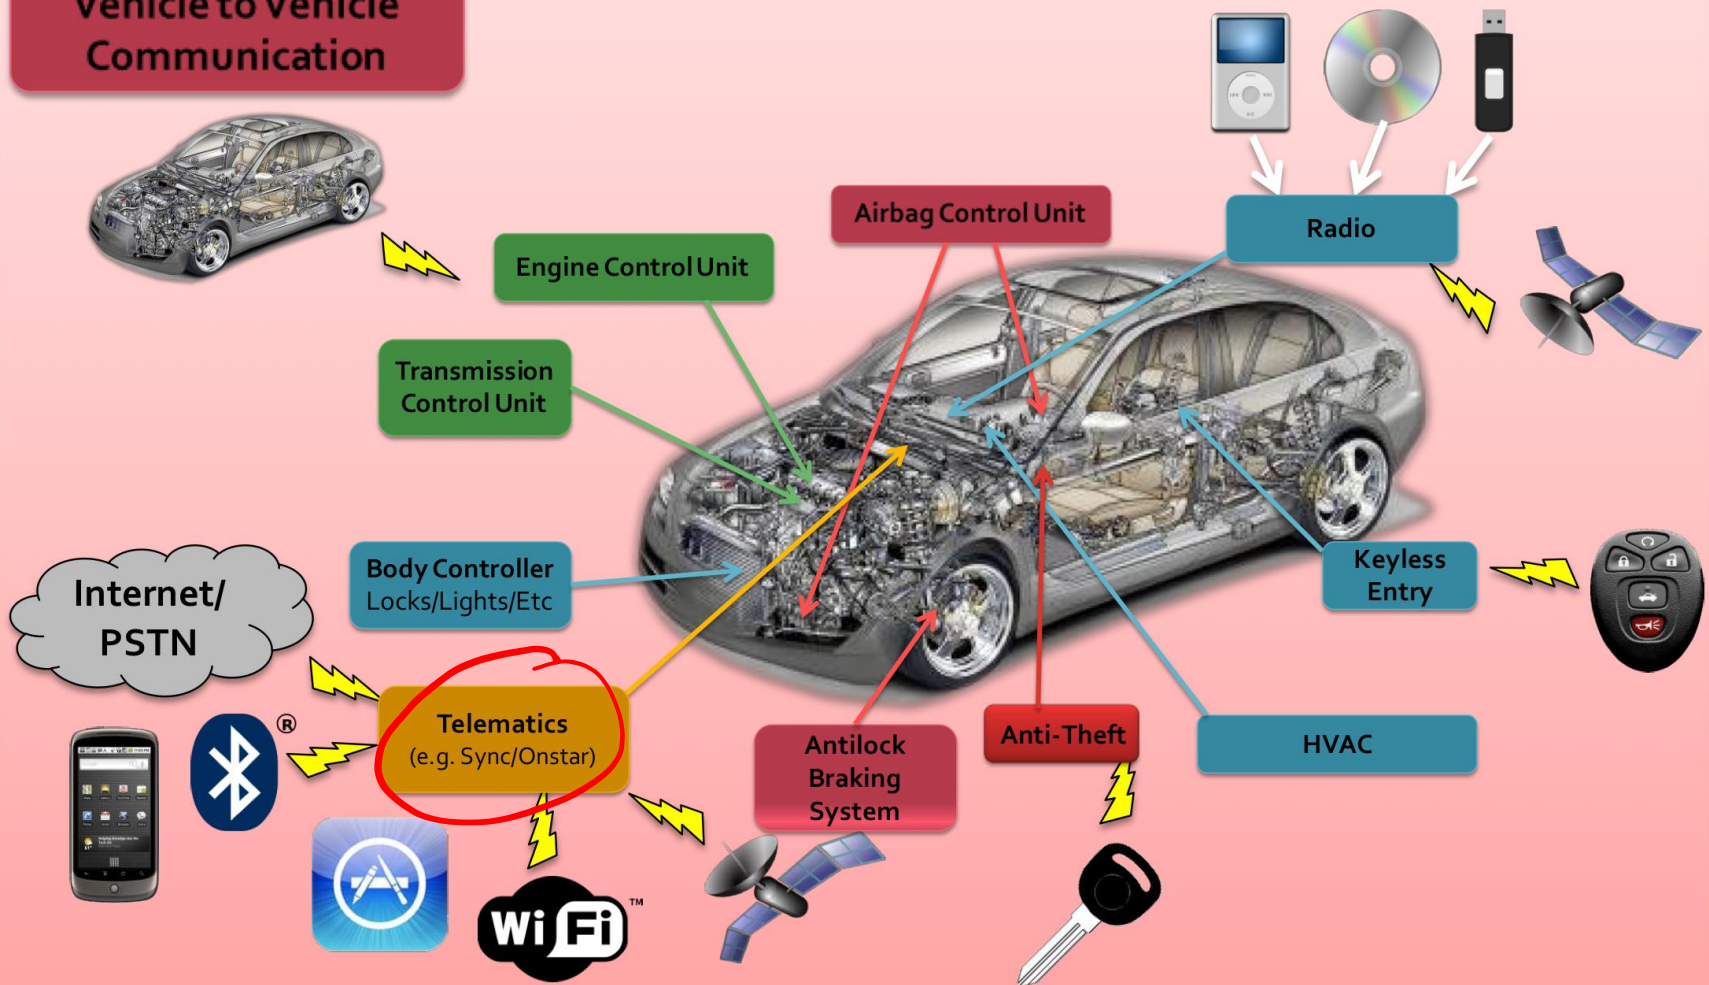 Vehicle to Vehicle
Communication
Airbag Control Unit
Radio
Engine Control Unit
Transmission
Control Unit
Body Controller
Locks/Lights/Etc
Internet/
PSTN
Keyless
Entry
Telematics
(e.g. Sync/Onstar)
Antilock
Braking
System
Anti-Theft
HVAC
®
Wi Fi
TM